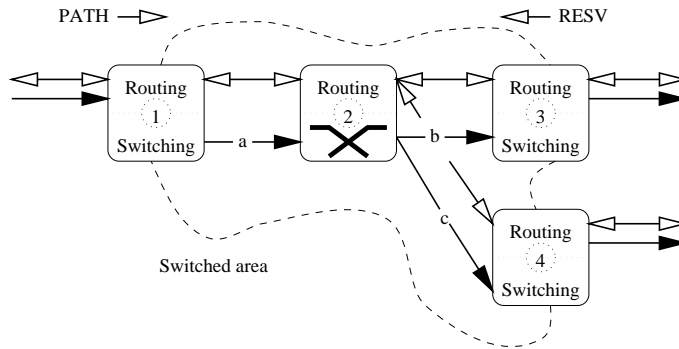 PATH
RESV
Routing
1
Switching
Routing
2
Routing
3
Switching
a
b
c
Routing
4
Switching
Switched area